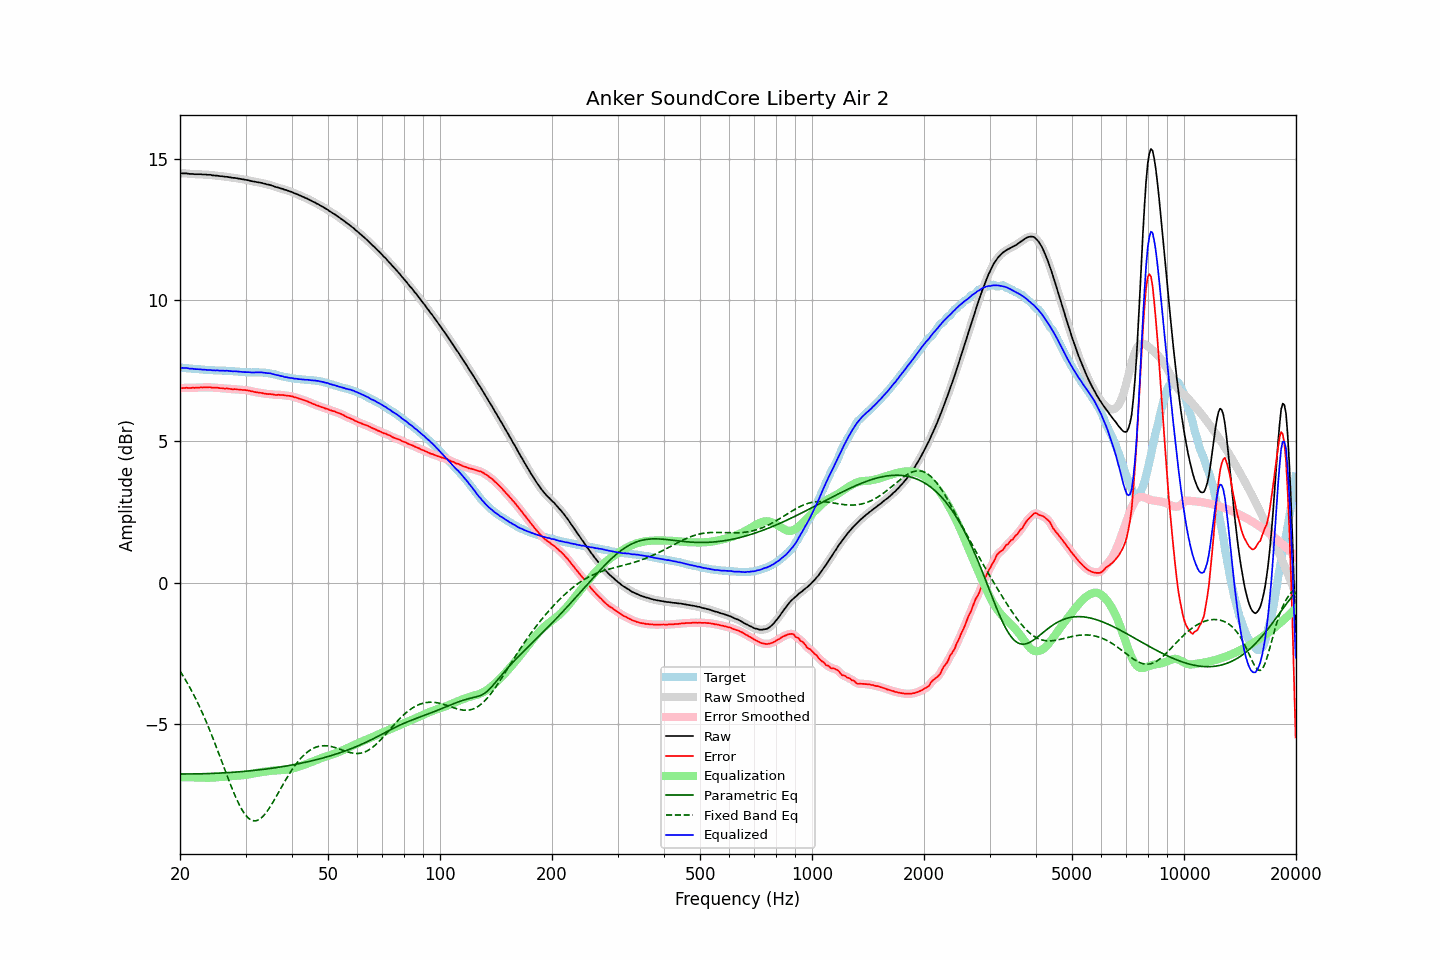 Anker SoundCore Liberty Air 2
Amplitude (dBr)
15
10
5
0
−5
Target
Raw Smoothed
Error Smoothed
Raw
Error
Equalization
Parametric Eq
Fixed Band Eq
Equalized
20
50
100
200
500
1000
2000
5000
10000
20000
Frequency (Hz)